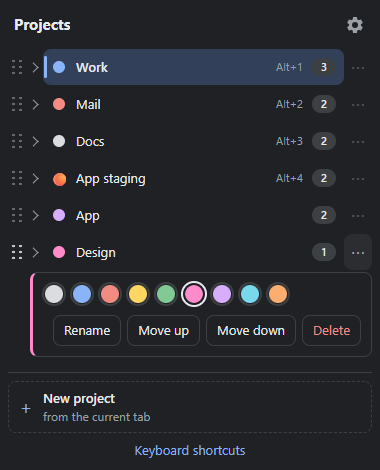 Projects
Work Alt+1 3
Mail Alt+2 2
Docs Alt+3 2
App staging Alt+4 2
App 2
Design 1
Rename Move up Move down Delete
New project
from the current tab
Keyboard shortcuts